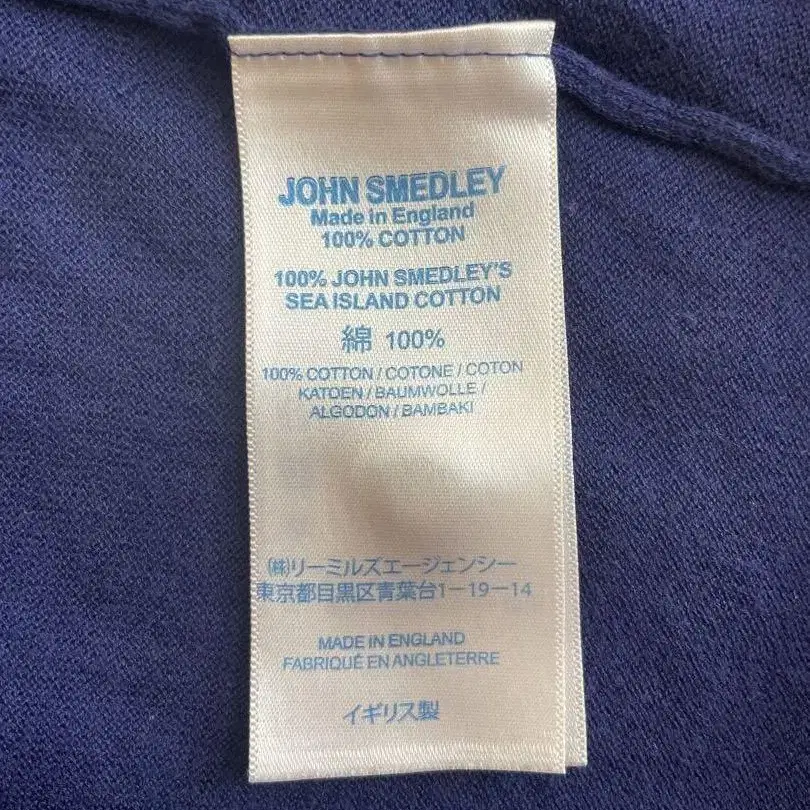 JOHN SMEDLEY
Made in England
100% COTTON
100% JOHN SMEDLEY'S
SEA ISLAND COTTON
綿 100%
100% COTTON / COTONE / COTON
KATOEN / BAUMWOLLE /
ALGODON / BAMBAKI
㈱リーミルズエージェンシー
東京都目黒区青葉台1-19-14
MADE IN ENGLAND
FABRIQUÉ EN ANGLETERRE
イギリス製